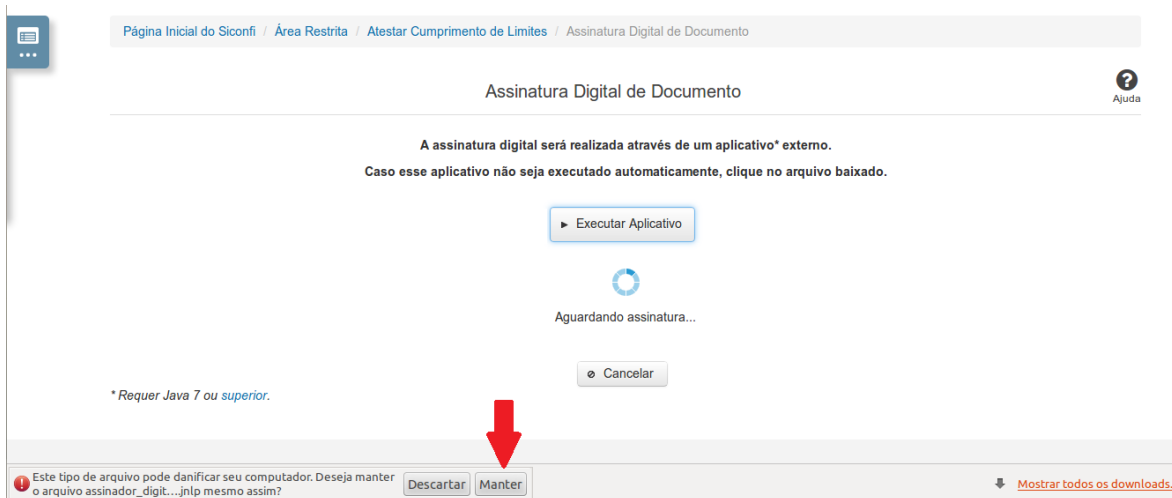 Página Inicial do Siconfi / Área Restrita / Atestar Cumprimento de Limites / Assinatura Digital de Documento
Assinatura Digital de Documento
Ajuda
A assinatura digital será realizada através de um aplicativo* externo.
Caso esse aplicativo não seja executado automaticamente, clique no arquivo baixado.
Executar Aplicativo
Aguardando assinatura...
Cancelar
* Requer Java 7 ou superior.
Este tipo de arquivo pode danificar seu computador. Deseja manter
o arquivo assinador_digit....jnlp mesmo assim?
Descartar
Manter
Mostrar todos os downloads.